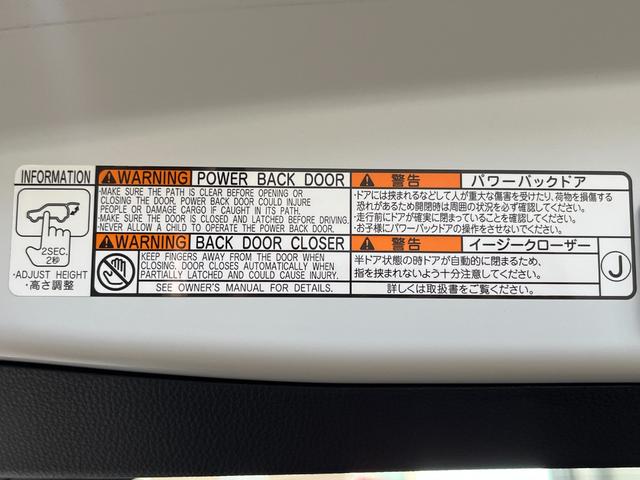 INFORMATION
2SEC.
2秒
・ADJUST HEIGHT
・高さ調整
WARNING POWER BACK DOOR
・MAKE SURE THE PATH IS CLEAR BEFORE OPENING OR
CLOSING THE DOOR. POWER BACK DOOR COULD INJURE
PEOPLE OR DAMAGE CARGO IF CAUGHT IN ITS PATH.
・MAKE SURE THE DOOR IS CLOSED AND LATCHED BEFORE DRIVING.
・NEVER ALLOW A CHILD TO OPERATE THE POWER BACK DOOR.
WARNING BACK DOOR CLOSER
KEEP FINGERS AWAY FROM THE DOOR WHEN
CLOSING. DOOR CLOSES AUTOMATICALLY WHEN
PARTIALLY LATCHED AND COULD CAUSE INJURY.
SEE OWNER'S MANUAL FOR DETAILS.
警告 パワーバックドア
・ドアには挟まれるなどして人が重大な傷害を受けたり、荷物を損傷する
恐れがあるため開閉時は周囲の状況を必ず確認してください。
・走行前にドアが確実に閉まっていることを確認してください。
・お子様にパワーバックドアの操作をさせないでください。
警告 イージークローザー
半ドア状態の時ドアが自動的に閉まるため、
指を挟まれないよう十分注意してください。
詳しくは取扱書をご覧ください。
J